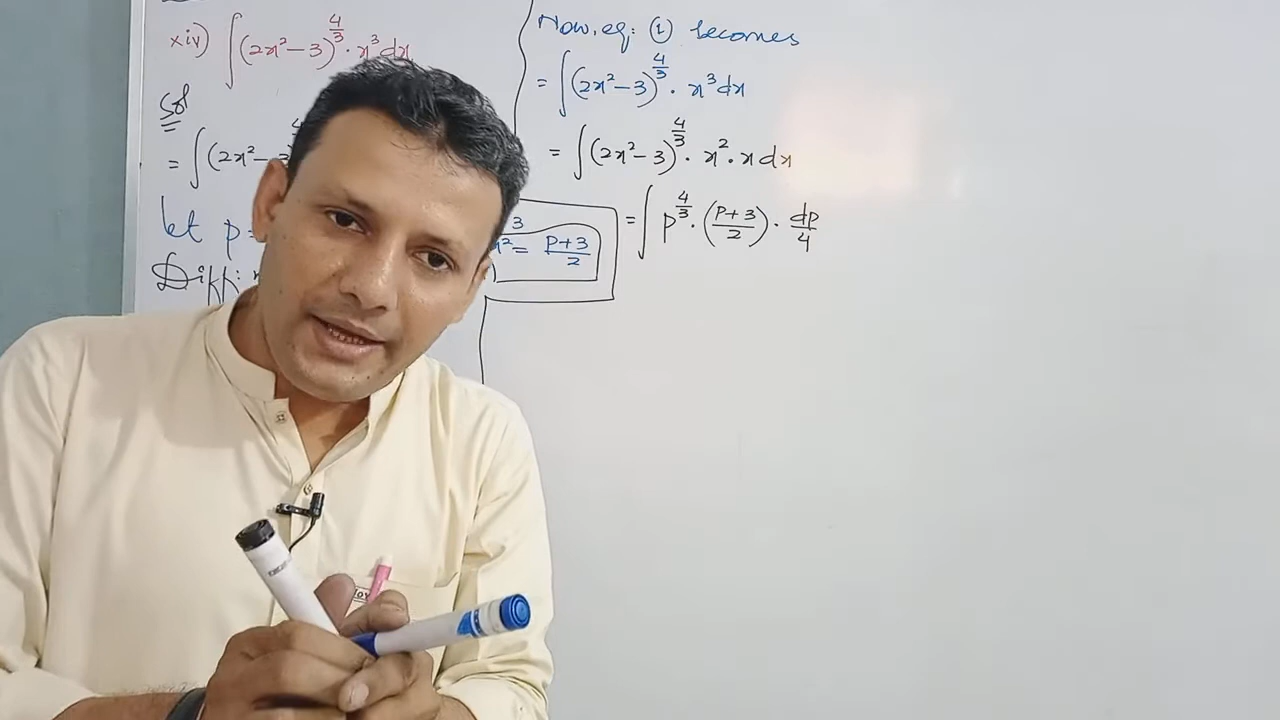 xiv) ∫(2x²-3)^{4/3} · x³dx
Sol
= ∫(2x²-
let p=
Diff:
3
x² = p+3/2
Now, eq: (1) becomes
= ∫(2x²-3)^{4/3} · x³dx
= ∫(2x²-3)^{4/3} · x² · x dx
= ∫ p^{4/3} · (p+3/2) · dp/4